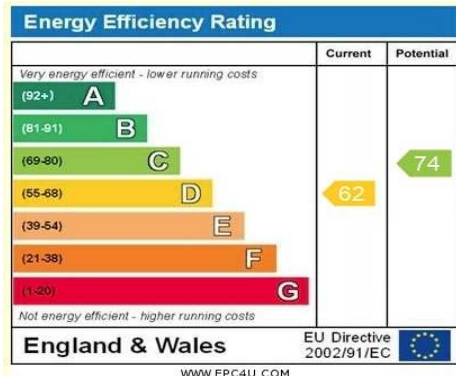 Energy Efficiency Rating
Current Potential
Very energy efficient - lower running costs
(92+) A
(81-91) B
(69-80) C 74
(55-68) D 62
(39-54) E
(21-38) F
(1-20) G
Not energy efficient - higher running costs
England & Wales
EU Directive
2002/91/EC
WWW.EPC4U.COM